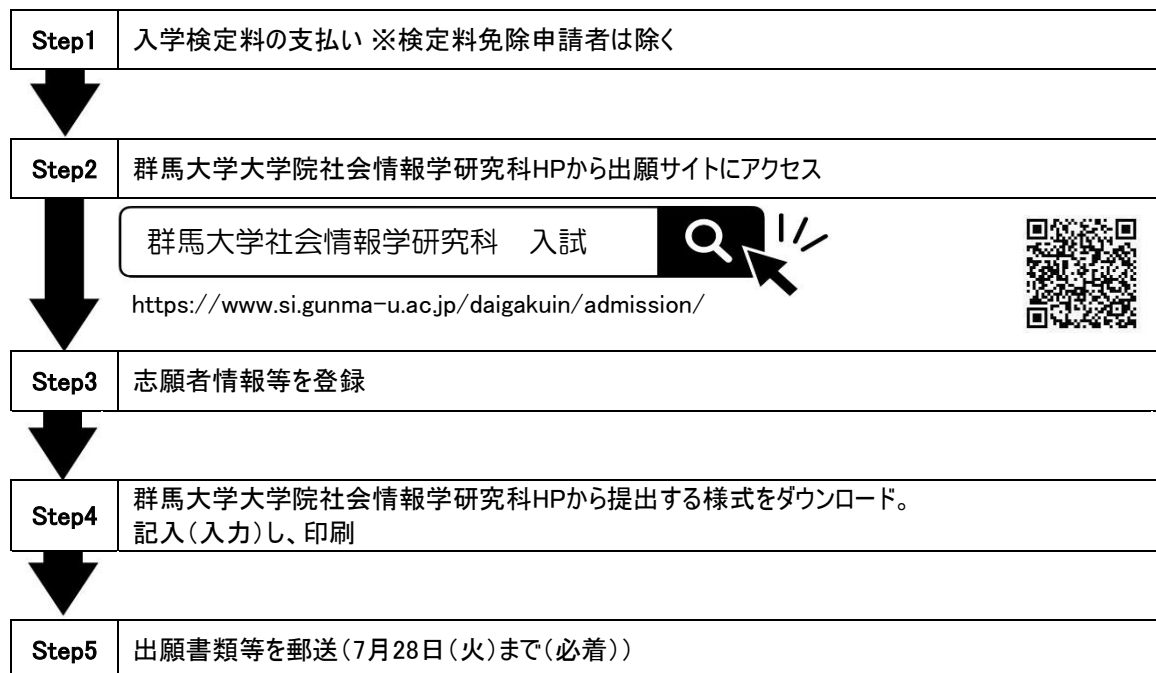 Step1 入学検定料の支払い ※検定料免除申請者は除く
Step2 群馬大学大学院社会情報学研究科HPから出願サイトにアクセス
群馬大学社会情報学研究科　入試
https://www.si.gunma-u.ac.jp/daigakuin/admission/
Step3 志願者情報等を登録
Step4 群馬大学大学院社会情報学研究科HPから提出する様式をダウンロード。
記入（入力）し、印刷
Step5 出願書類等を郵送（7月28日（火）まで（必着））